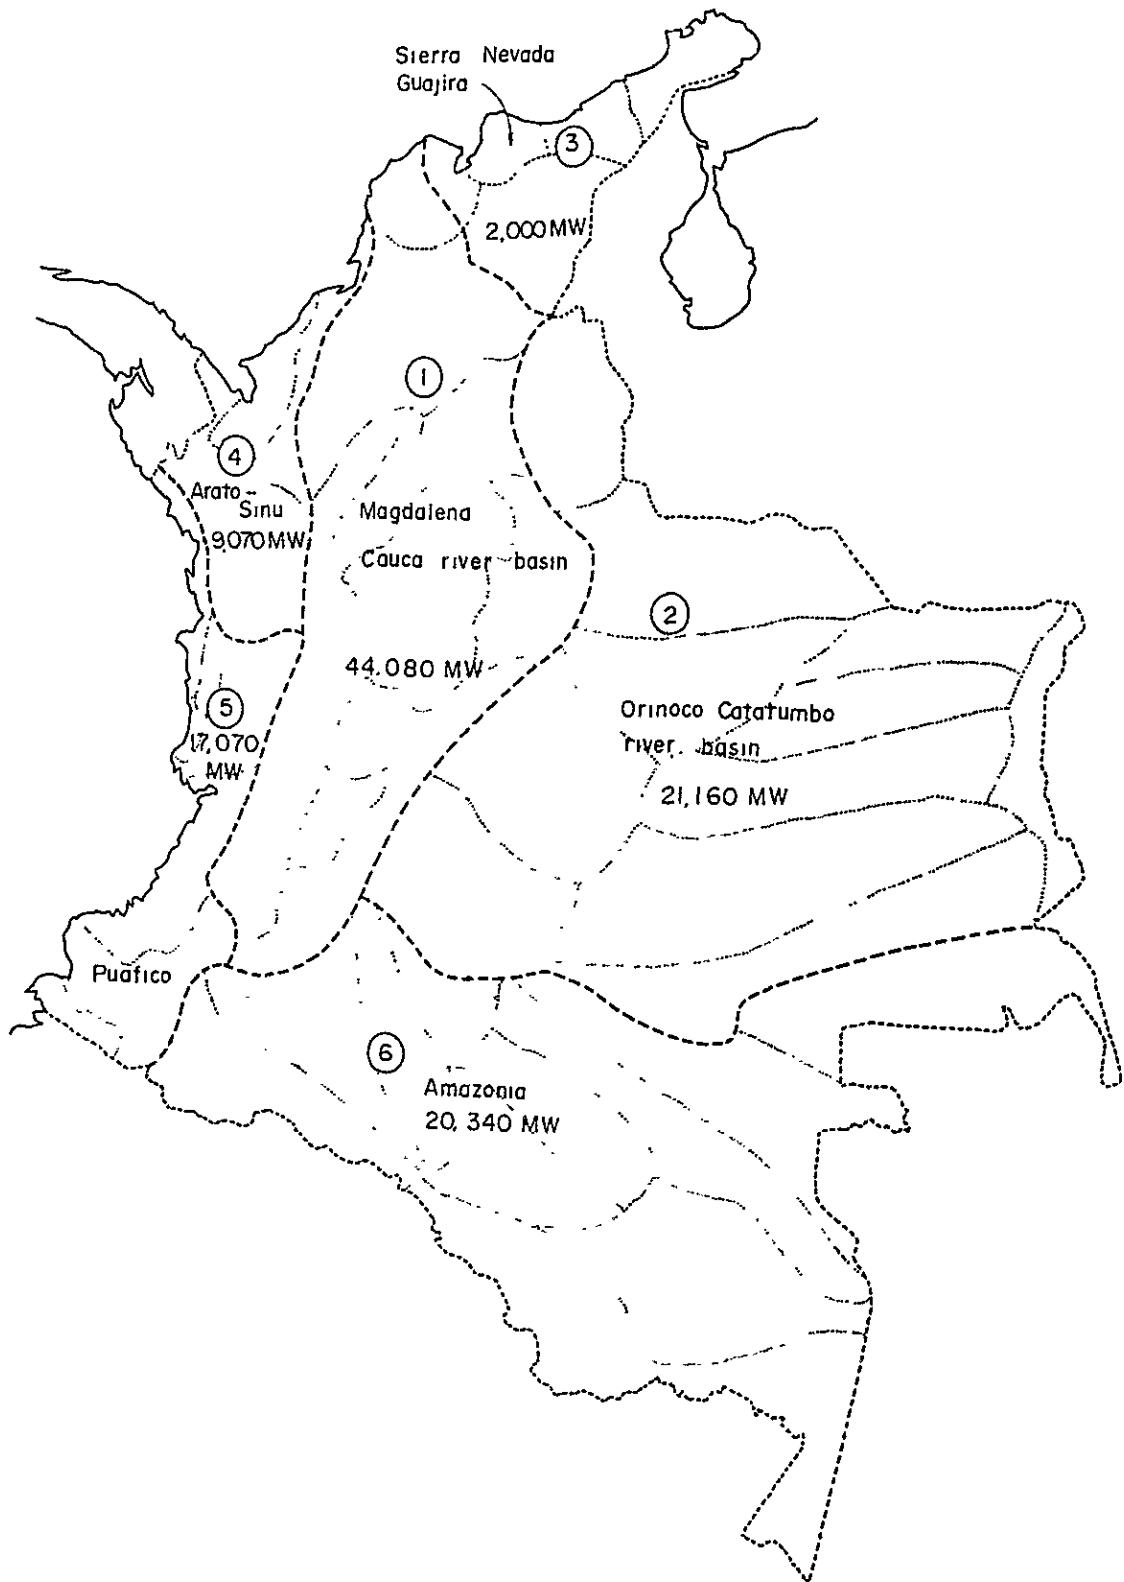 Sierra Nevada
Guajira
3
2,000 MW
1
4
Arato-
Sinu
9,070 MW
Magdalena
Cauca river basin
44.080 MW
2
Orinoco Catatumbo
river. basin
21,160 MW
5
17,070
MW
Puafico
6
Amazonia
20,340 MW